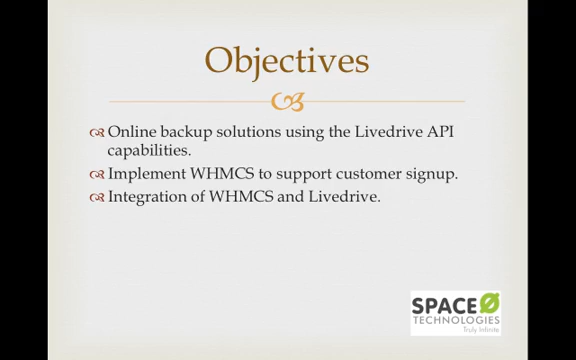 Objectives
Online backup solutions using the Livedrive API
capabilities.
Implement WHMCS to support customer signup.
Integration of WHMCS and Livedrive.
SPACE
TECHNOLOGIES
Truly Infinite